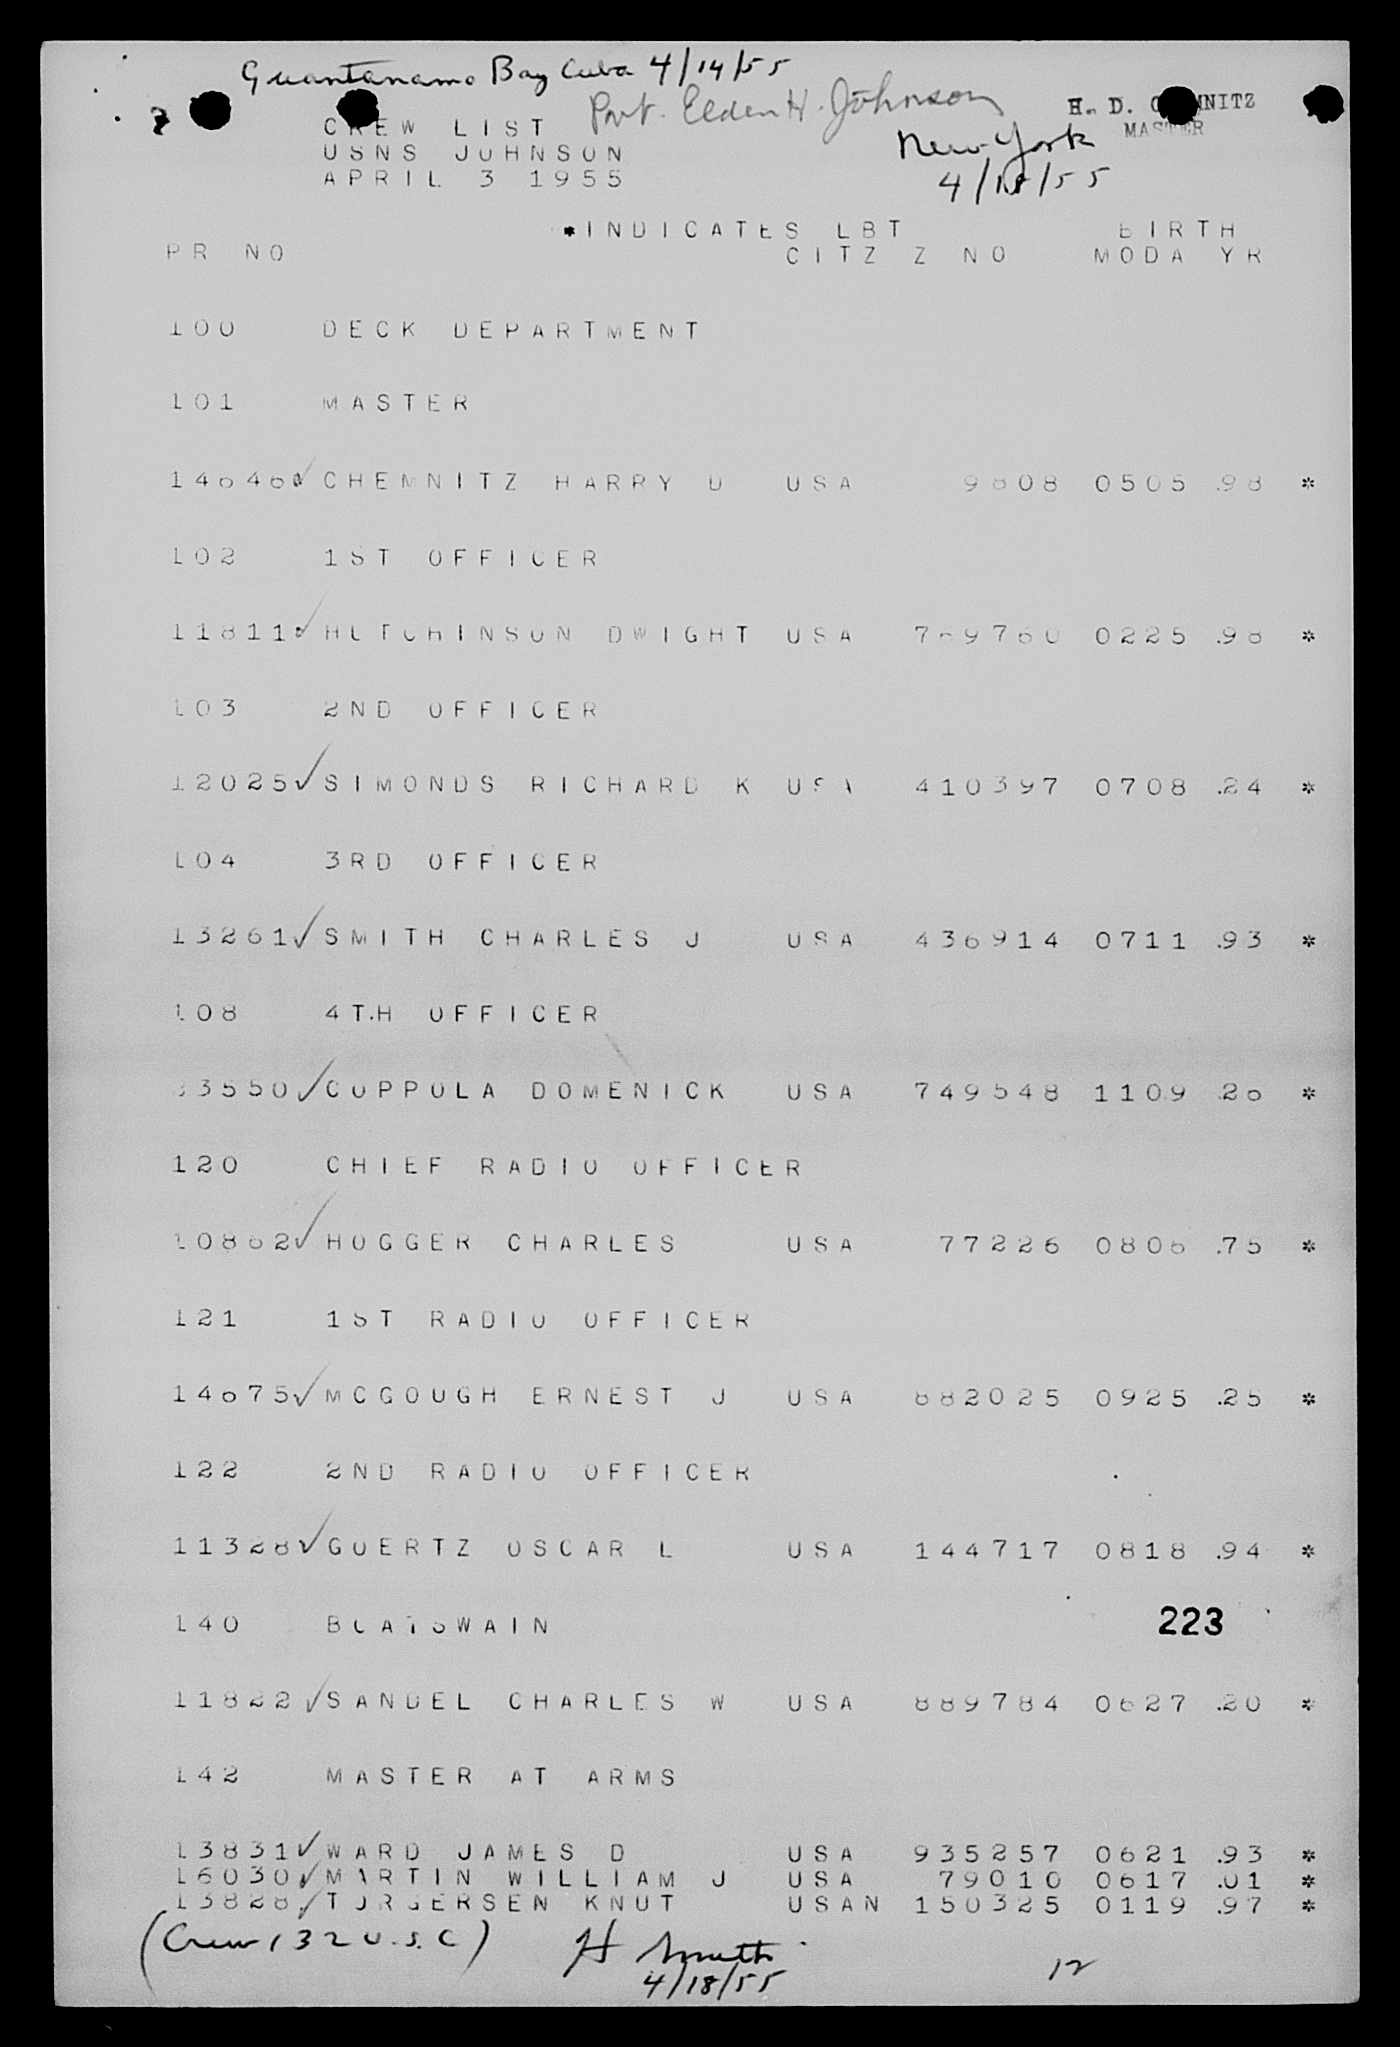 Guantanamo Bay Cuba 4/14/55
Pvt. Elden H. Johnson
H. D. CHEMNITZ
MASTER
CREW LIST
USNS JOHNSON
APRIL 3 1955
New York
4/18/55
*INDICATES LBT BIRTH
PR NO CITZ Z NO MODA YR
100 DECK DEPARTMENT
101 MASTER
14646 ✓ CHEMNITZ HARRY D USA 9808 0505 .98 *
102 1ST OFFICER
11811 ✓ HUTCHINSON DWIGHT USA 769760 0225 .98 *
103 2ND OFFICER
12025 ✓ SIMONDS RICHARD K USA 410397 0708 .24 *
104 3RD OFFICER
13261 ✓ SMITH CHARLES J USA 436914 0711 .93 *
108 4TH OFFICER
33550 ✓ COPPOLA DOMENICK USA 749548 1109 .26 *
120 CHIEF RADIO OFFICER
10862 ✓ HOGGER CHARLES USA 77226 0806 .75 *
121 1ST RADIO OFFICER
14675 ✓ MCGOUGH ERNEST J USA 882025 0925 .25 *
122 2ND RADIO OFFICER
11328 ✓ GOERTZ OSCAR L USA 144717 0818 .94 *
140 BOATSWAIN
223
11822 ✓ SANDEL CHARLES W USA 889784 0627 .20 *
142 MASTER AT ARMS
13831 ✓ WARD JAMES D USA 935257 0621 .93 *
16030 ✓ MARTIN WILLIAM J USA 79010 0617 .01 *
13828 ✓ TORGERSEN KNUT USAN 150325 0119 .97 *
(Crew 132 U.S.C)
H Smith
4/18/55
12